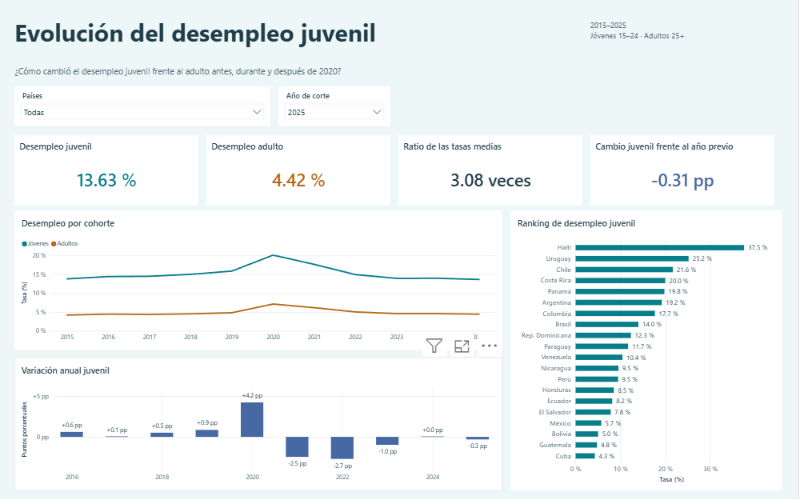 Evolución del desempleo juvenil
2015–2025
Jóvenes 15–24 · Adultos 25+
¿Cómo cambió el desempleo juvenil frente al adulto antes, durante y después de 2020?
Países
Todas
Año de corte
2025
Desempleo juvenil
13.63 %
Desempleo adulto
4.42 %
Ratio de las tasas medias
3.08 veces
Cambio juvenil frente al año previo
-0.31 pp
Desempleo por cohorte
Jóvenes Adultos
Tasa (%)
20 %
15 %
10 %
5 %
0 %
2015 2016 2017 2018 2019 2020 2021 2022 2023
Variación anual juvenil
Puntos porcentuales
+5 pp
0 pp
+0.6 pp +0.1 pp +0.5 pp +0.9 pp +4.2 pp -2.5 pp -2.7 pp -1.0 pp +0.0 pp -0.3 pp
2016 2018 2020 2022 2024
Ranking de desempleo juvenil
Haití 37.5 %
Uruguay 25.2 %
Chile 21.6 %
Costa Rica 20.0 %
Panamá 19.8 %
Argentina 19.2 %
Colombia 17.7 %
Brasil 14.0 %
Rep. Dominicana 12.3 %
Paraguay 11.7 %
Venezuela 10.4 %
Nicaragua 9.5 %
Perú 9.5 %
Honduras 8.5 %
Ecuador 8.2 %
El Salvador 7.8 %
México 5.7 %
Bolivia 5.0 %
Guatemala 4.8 %
Cuba 4.3 %
0 % 10 % 20 % 30 %
Tasa (%)